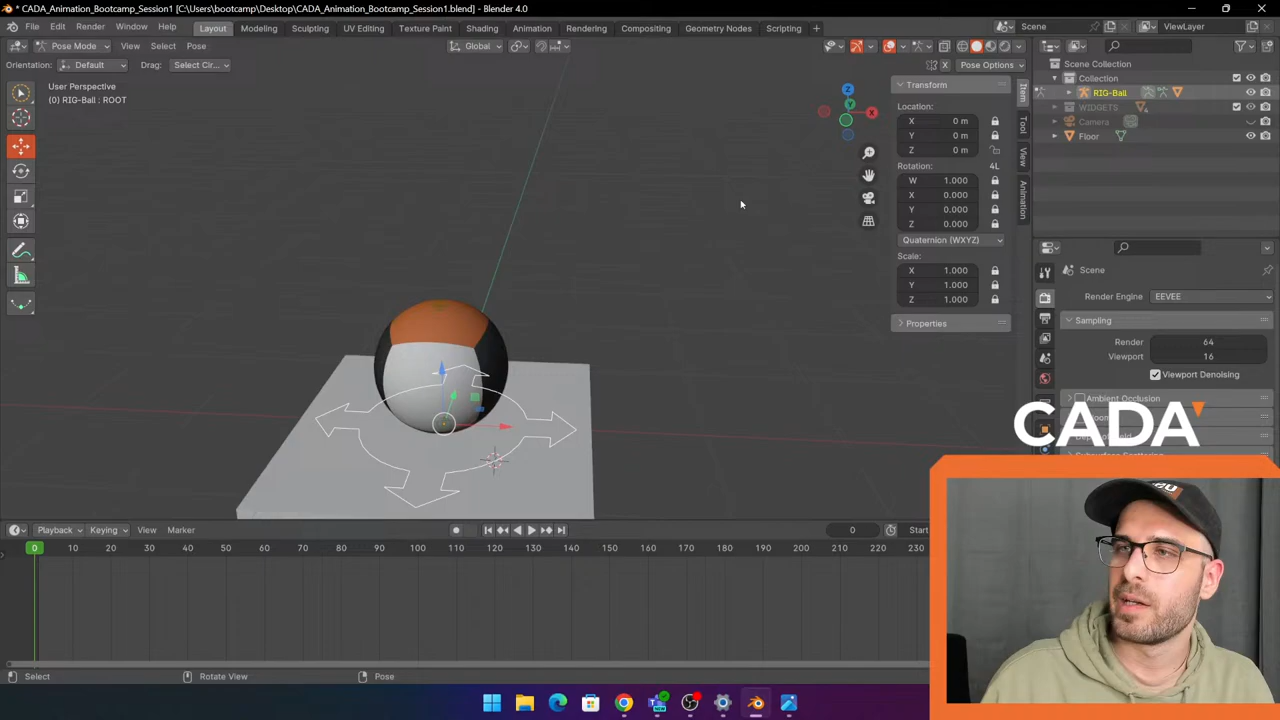 * CADA_Animation_Bootcamp_Session1 [C:\Users\bootcamp\Desktop\CADA_Animation_Bootcamp_Session1.blend] - Blender 4.0
File Edit Render Window Help Layout Modeling Sculpting UV Editing Texture Paint Shading Animation Rendering Compositing Geometry Nodes Scripting + Scene ViewLayer
Pose Mode View Select Pose Global
Orientation: Default Drag: Select Cir... X Pose Options
User Perspective
(0) RIG-Ball : ROOT
Z
Y
X
Transform
Location:
X 0 m
Y 0 m
Z 0 m
Rotation: 4L
W 1.000
X 0.000
Y 0.000
Z 0.000
Quaternion (WXYZ)
Scale:
X 1.000
Y 1.000
Z 1.000
Properties
Item
Tool
View
Animation
Scene Collection
Collection
RIG-Ball
WIDGETS
Camera
Floor
Scene
Render Engine EEVEE
Sampling
Render 64
Viewport 16
Viewport Denoising
Ambient Occlusion
CADA
Playback Keying View Marker 0 Start
0 10 20 30 40 50 60 70 80 90 100 110 120 130 140 150 160 170 180 190 200 210 220 230
Select Rotate View Pose